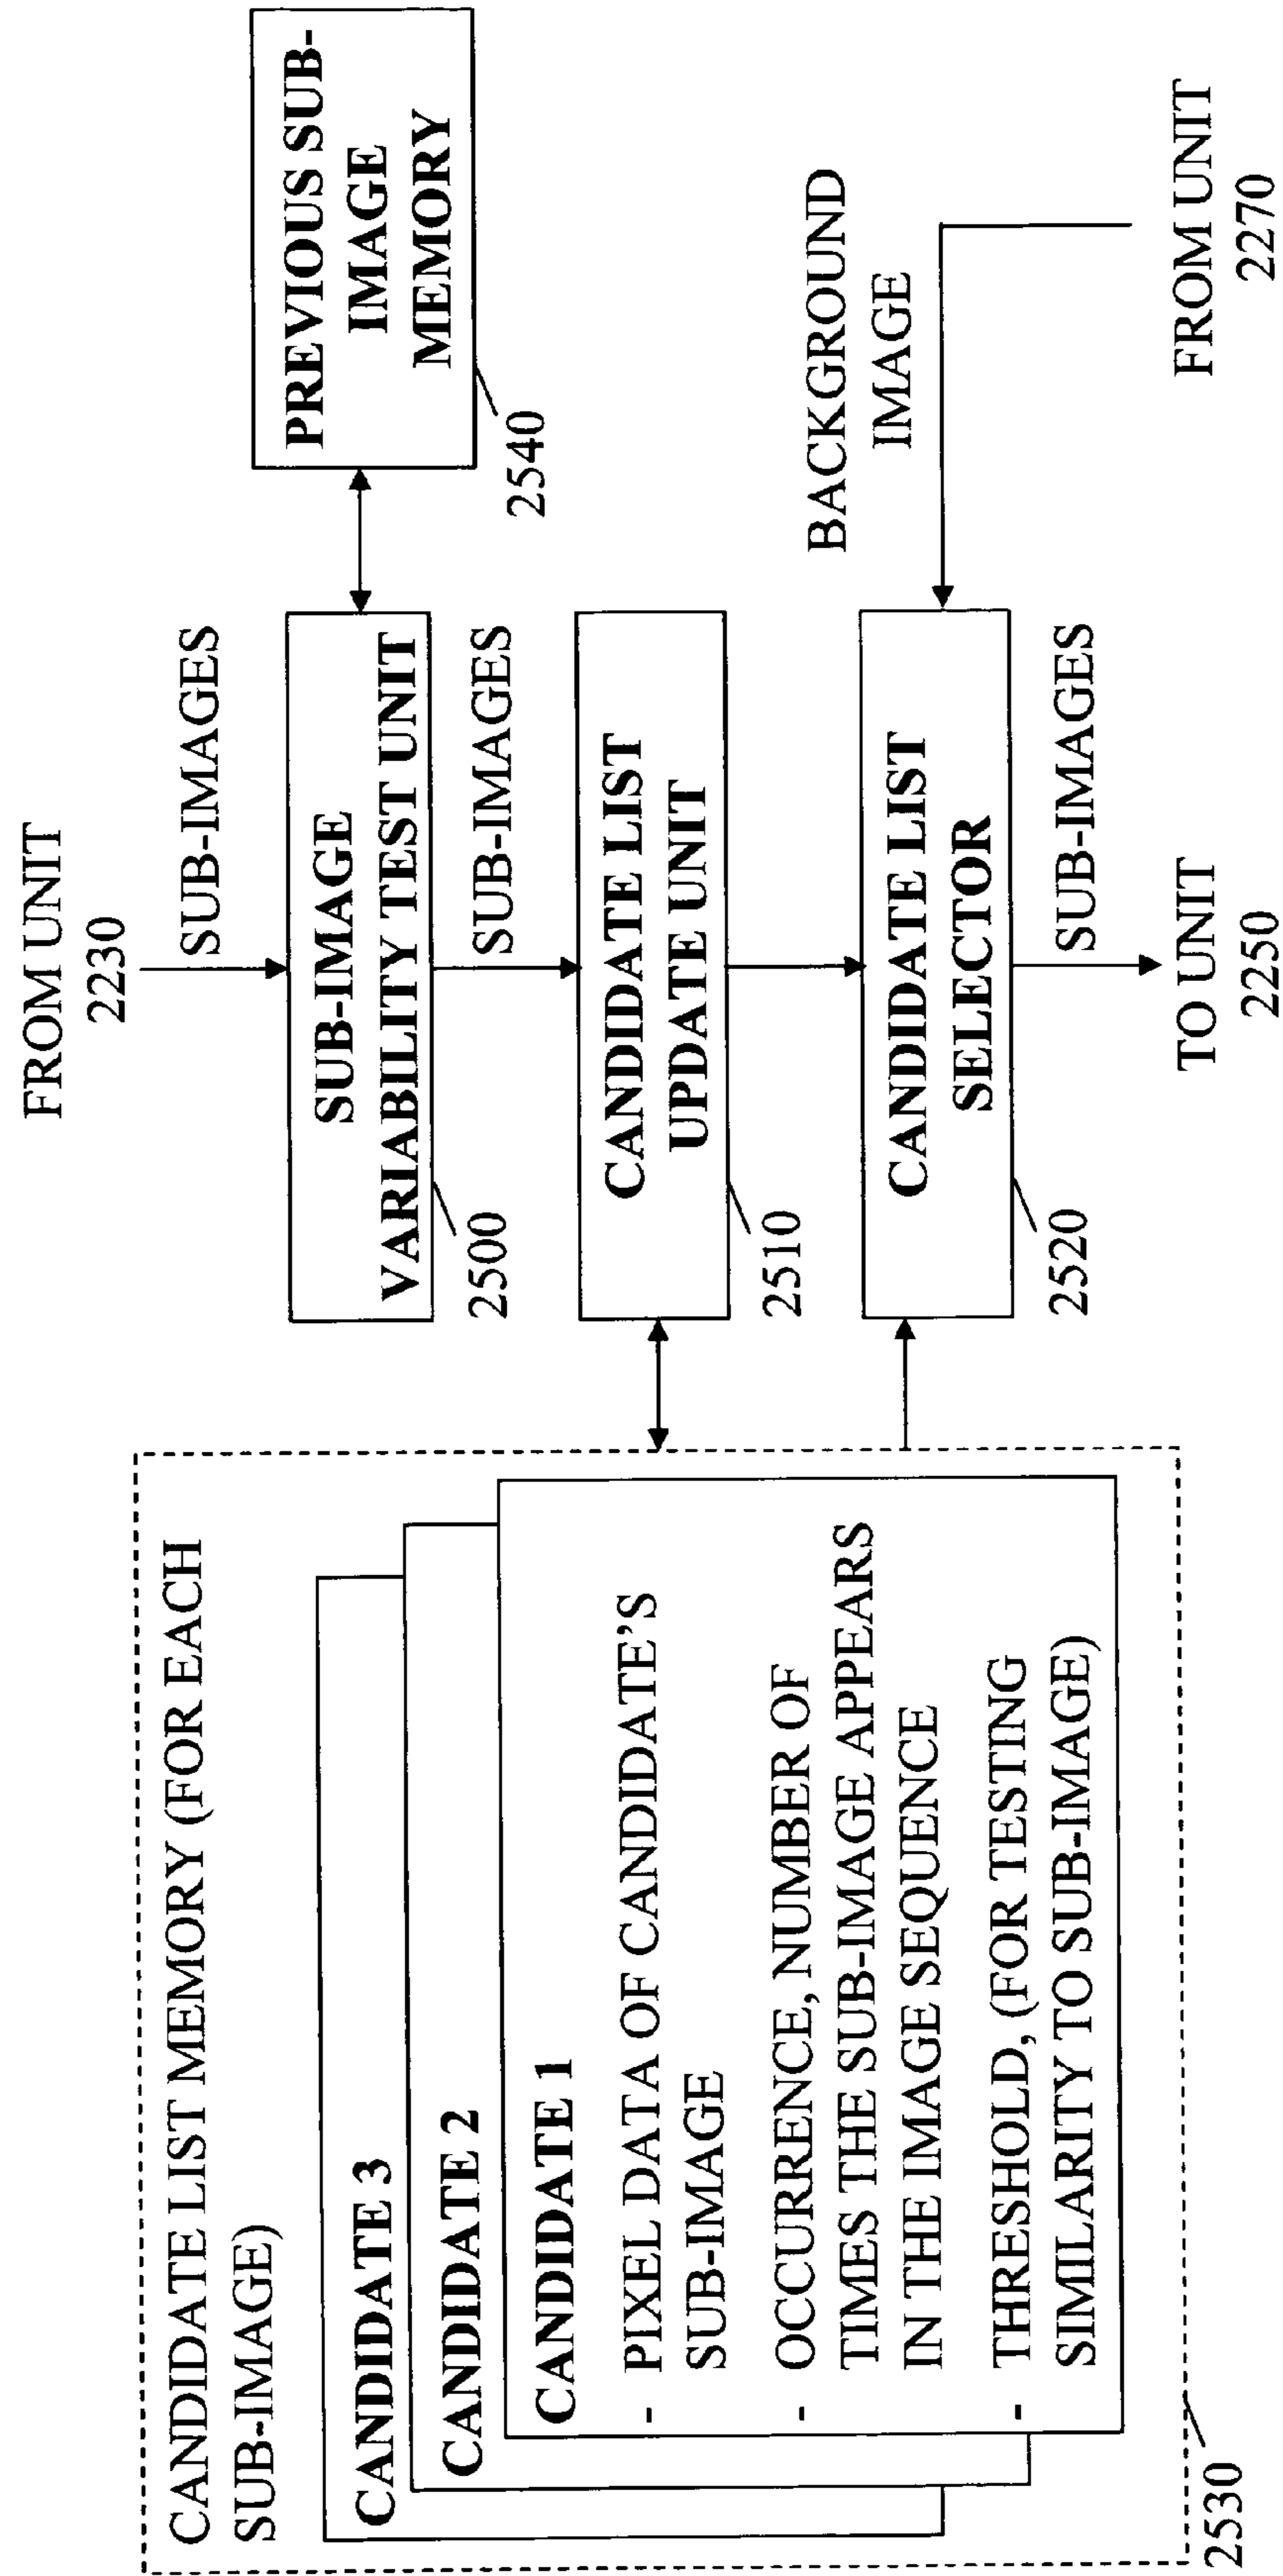 CANDIDATE LIST MEMORY (FOR EACH
SUB-IMAGE)
CANDIDATE 3
CANDIDATE 2
CANDIDATE 1
- PIXEL DATA OF CANDIDATE'S
SUB-IMAGE
- OCCURRENCE, NUMBER OF
TIMES THE SUB-IMAGE APPEARS
IN THE IMAGE SEQUENCE
- THRESHOLD, (FOR TESTING
SIMILARITY TO SUB-IMAGE)
2530
FROM UNIT
2230
SUB-IMAGES
SUB-IMAGE
VARIABILITY TEST UNIT
2500
SUB-IMAGES
CANDIDATE LIST
UPDATE UNIT
2510
CANDIDATE LIST
SELECTOR
2520
SUB-IMAGES
TO UNIT
2250
PREVIOUS SUB-
IMAGE
MEMORY
2540
BACKGROUND
IMAGE
FROM UNIT
2270